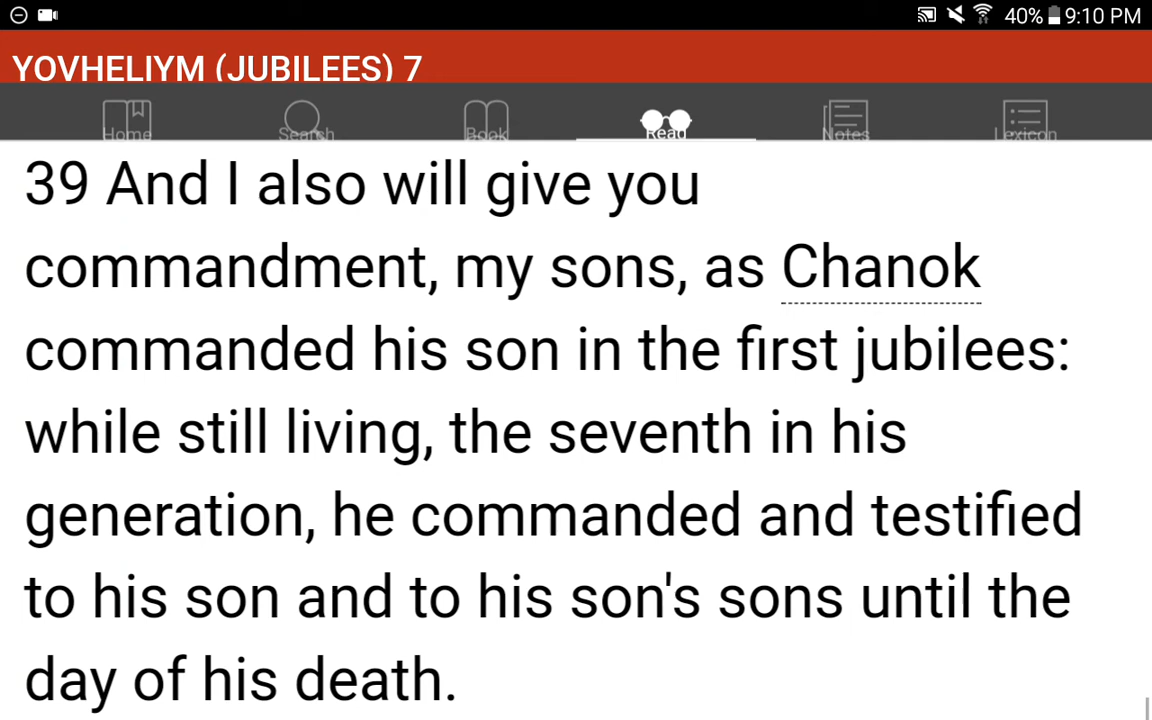 40% 9:10 PM
YOVHELIYM (JUBILEES) 7
Home Search Book Read Notes Lexicon
39 And I also will give you
commandment, my sons, as Chanok
commanded his son in the first jubilees:
while still living, the seventh in his
generation, he commanded and testified
to his son and to his son's sons until the
day of his death.